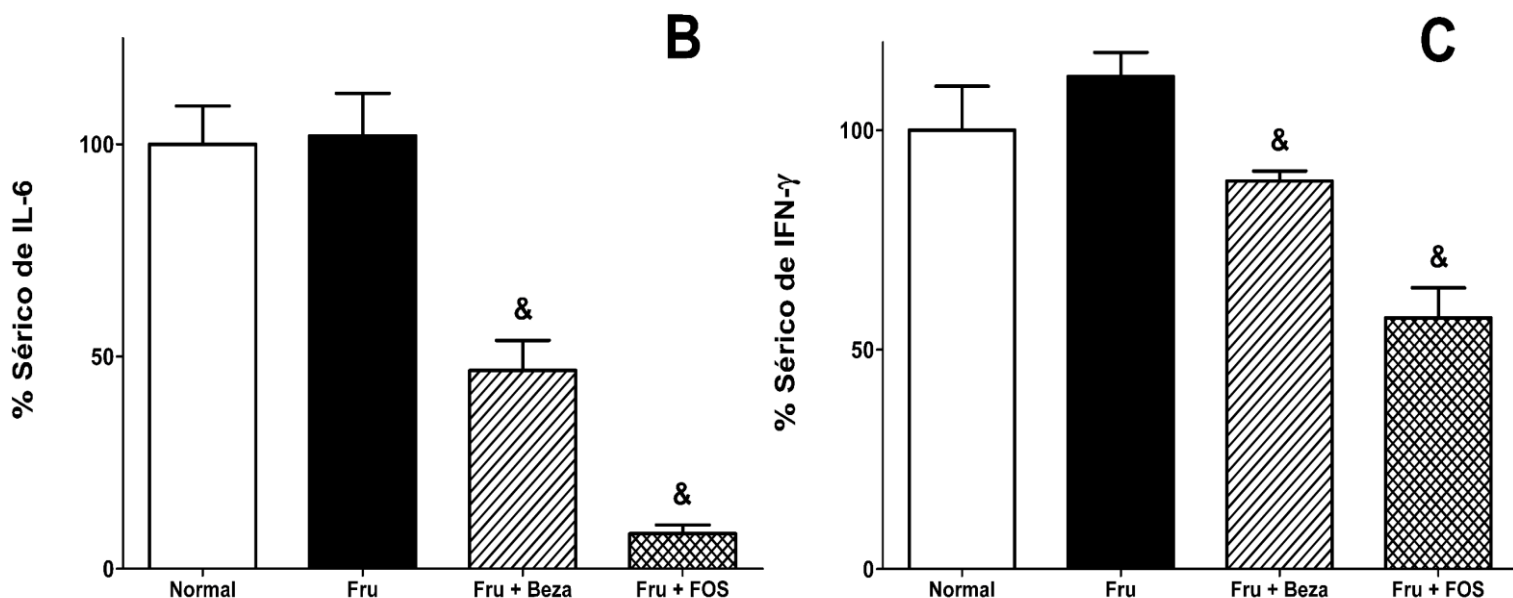 B
% Sérico de IL-6
100
50
0
&
&
Normal
Fru
Fru + Beza
Fru + FOS
C
% Sérico de IFN-γ
100
50
0
&
&
Normal
Fru
Fru + Beza
Fru + FOS